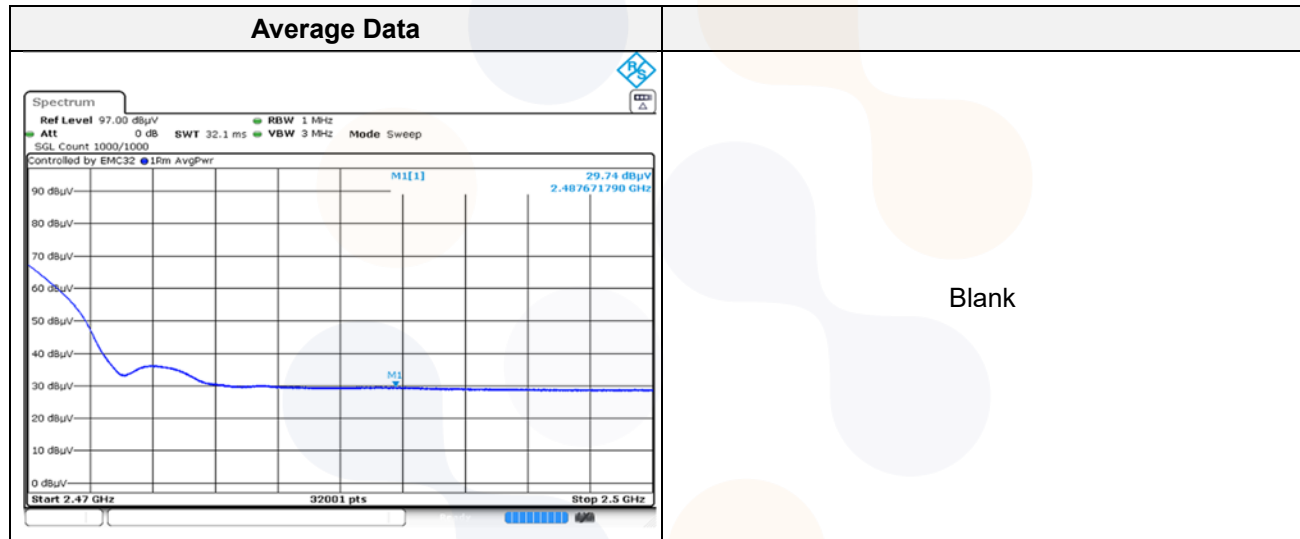 Average Data
R&S
Spectrum
Ref Level 97.00 dBµV RBW 1 MHz
Att 0 dB SWT 32.1 ms VBW 3 MHz Mode Sweep
SGL Count 1000/1000
Controlled by EMC32 1Rm AvgPwr
M1[1] 29.74 dBµV
2.487671790 GHz
90 dBµV
80 dBµV
70 dBµV
60 dBµV
50 dBµV
40 dBµV
30 dBµV
M1
20 dBµV
10 dBµV
0 dBµV
Start 2.47 GHz 32001 pts Stop 2.5 GHz
Blank